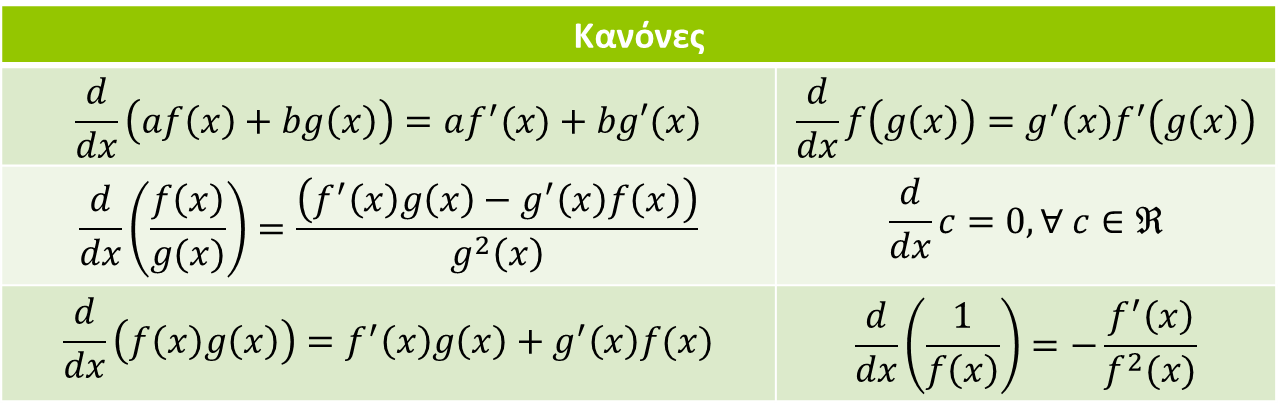 Κανόνες
d/dx (af(x) + bg(x)) = af′(x) + bg′(x)
d/dx f(g(x)) = g′(x)f′(g(x))
d/dx (f(x)/g(x)) = (f′(x)g(x) − g′(x)f(x))/g²(x)
d/dx c = 0, ∀ c ∈ ℜ
d/dx (f(x)g(x)) = f′(x)g(x) + g′(x)f(x)
d/dx (1/f(x)) = − f′(x)/f²(x)